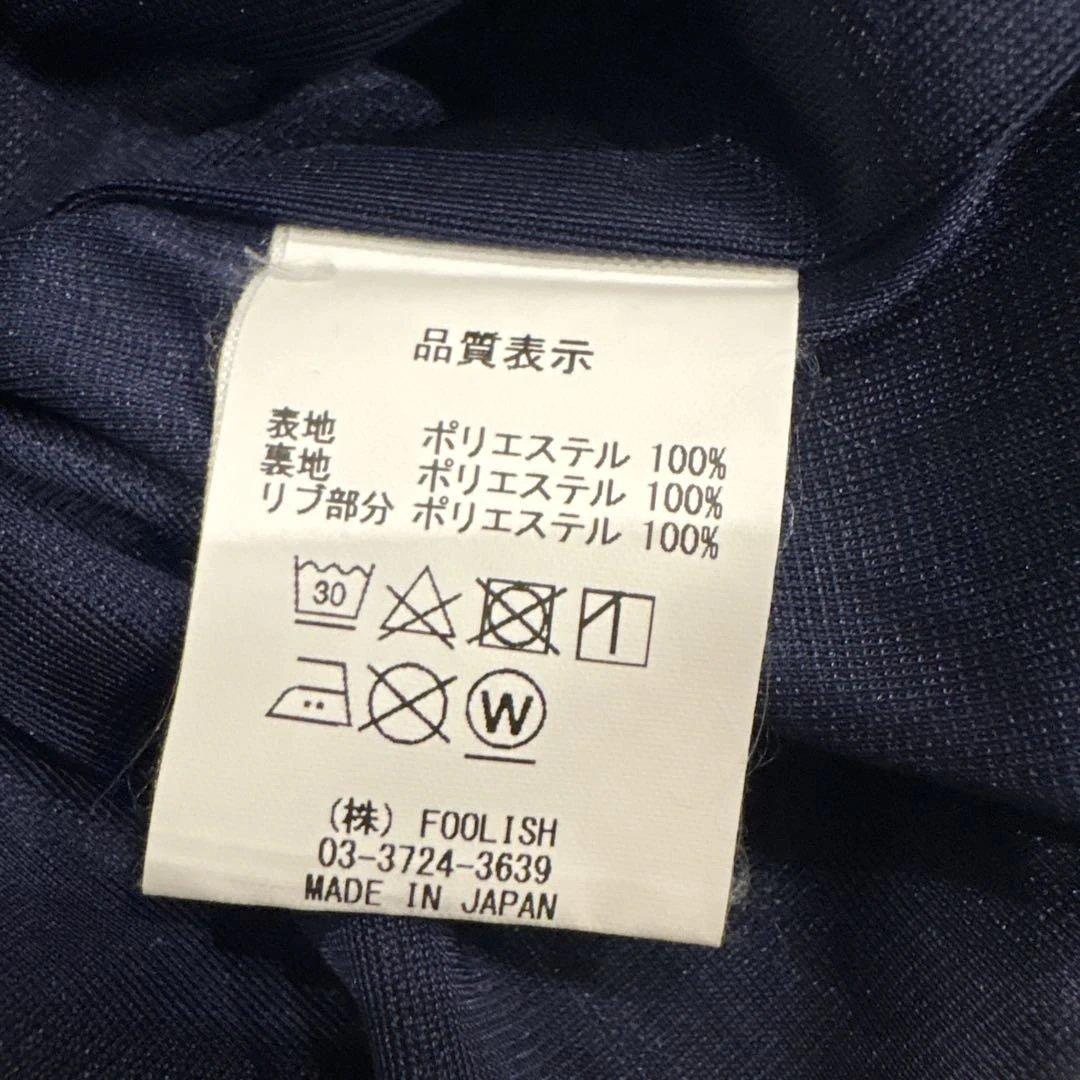 品質表示
表地 ポリエステル 100%
裏地 ポリエステル 100%
リブ部分 ポリエステル 100%
30
W
(株) FOOLISH
03-3724-3639
MADE IN JAPAN